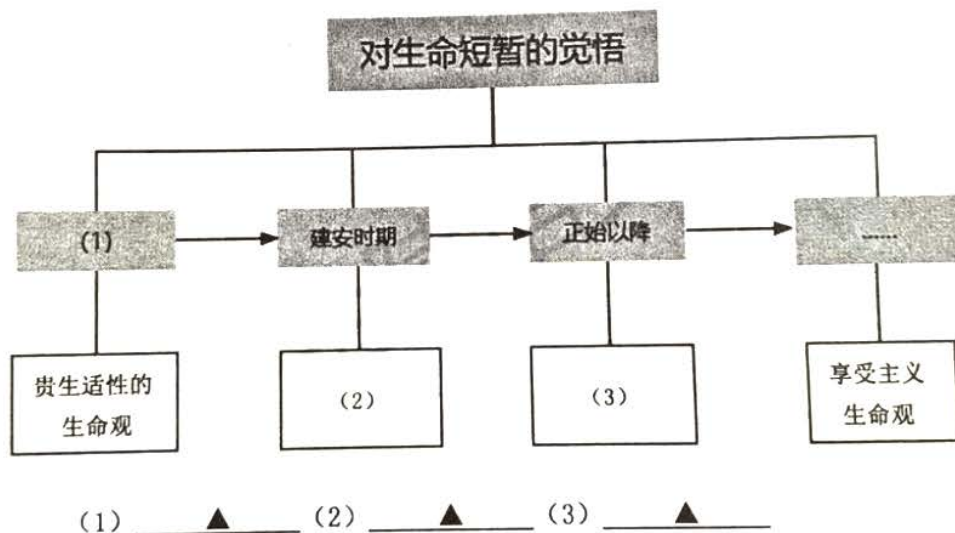 对生命短暂的觉悟
(1)
建安时期
正始以降
……
贵生适性的
生命观
(2)
(3)
享受主义
生命观
(1) ▲ (2) ▲ (3) ▲